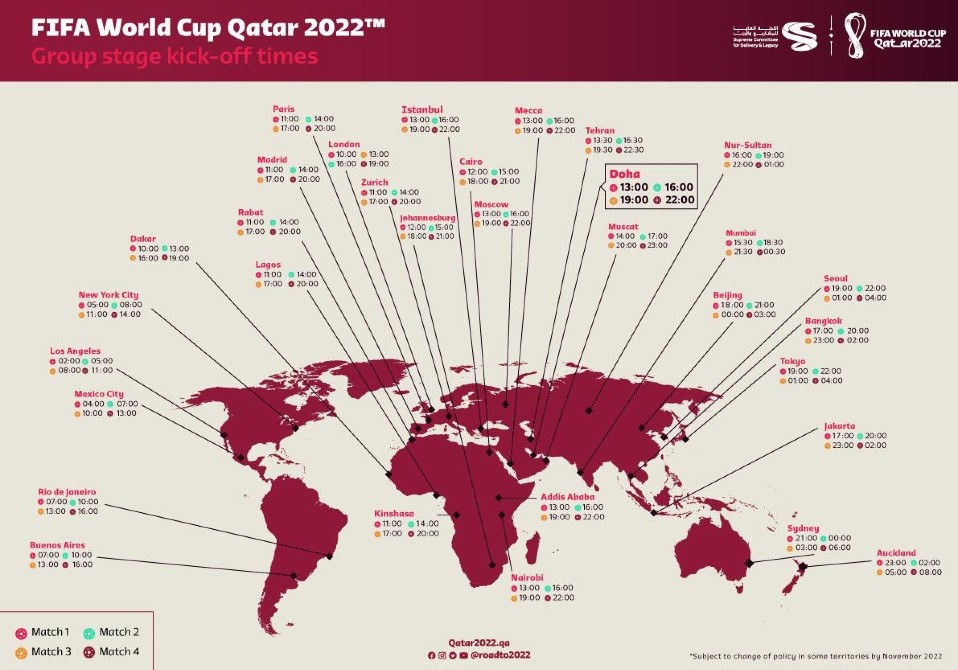 FIFA World Cup Qatar 2022™
Group stage kick-off times
Supreme Committee
for Delivery & Legacy
FIFA WORLD CUP
Qatar2022
Paris
11:00 14:00
17:00 20:00
Istanbul
13:00 16:00
19:00 22:00
Mecca
13:00 16:00
19:00 22:00
Tehran
13:30 16:30
19:30 22:30
London
10:00 13:00
16:00 19:00
Nur-Sultan
16:00 19:00
22:00 01:00
Madrid
11:00 14:00
17:00 20:00
Cairo
12:00 15:00
18:00 21:00
Doha
13:00 16:00
19:00 22:00
Zurich
11:00 14:00
17:00 20:00
Moscow
13:00 16:00
19:00 22:00
Rabat
11:00 14:00
17:00 20:00
Johannesburg
12:00 15:00
18:00 21:00
Muscat
14:00 17:00
20:00 23:00
Mumbai
15:30 18:30
21:30 00:30
Dakar
10:00 13:00
16:00 19:00
Lagos
11:00 14:00
17:00 20:00
Seoul
19:00 22:00
01:00 04:00
New York City
05:00 08:00
11:00 14:00
Beijing
18:00 21:00
00:00 03:00
Bangkok
17:00 20:00
23:00 02:00
Los Angeles
02:00 05:00
08:00 11:00
Tokyo
19:00 22:00
01:00 04:00
Mexico City
04:00 07:00
10:00 13:00
Jakarta
17:00 20:00
23:00 02:00
Rio de Janeiro
07:00 10:00
13:00 16:00
Addis Ababa
13:00 16:00
19:00 22:00
Kinshasa
11:00 14:00
17:00 20:00
Sydney
21:00 00:00
03:00 06:00
Buenos Aires
07:00 10:00
13:00 16:00
Auckland
23:00 02:00
05:00 08:00
Nairobi
13:00 16:00
19:00 22:00
Match 1 Match 2
Match 3 Match 4
Qatar2022.qa
@roadto2022
*Subject to change of policy in some territories by November 2022